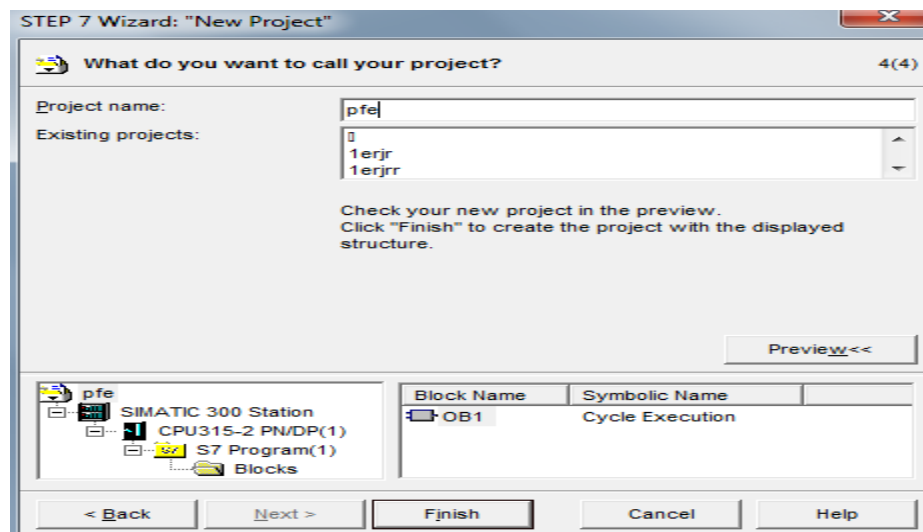 STEP 7 Wizard: "New Project"
What do you want to call your project? 4(4)
Project name: pfe
Existing projects:
1erjr
1erjrr
Check your new project in the preview.
Click "Finish" to create the project with the displayed
structure.
Preview<<
pfe
SIMATIC 300 Station
CPU315-2 PN/DP(1)
S7 Program(1)
Blocks
Block Name Symbolic Name
OB1 Cycle Execution
< Back Next > Finish Cancel Help